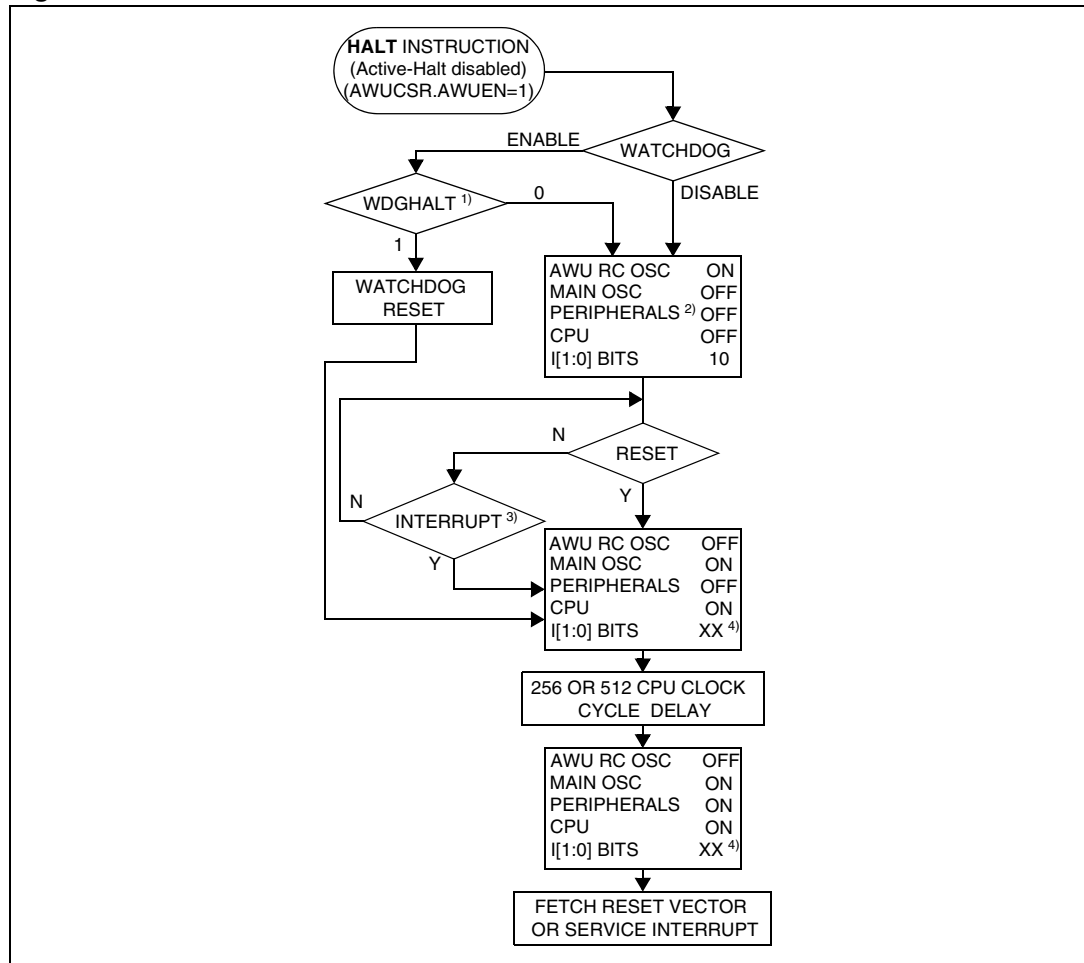 HALT INSTRUCTION
(Active-Halt disabled)
(AWUCSR.AWUEN=1)
ENABLE
WATCHDOG
DISABLE
WDGHALT 1)
0
1
WATCHDOG
RESET
AWU RC OSC ON
MAIN OSC OFF
PERIPHERALS 2) OFF
CPU OFF
I[1:0] BITS 10
N
RESET
Y
N
INTERRUPT 3)
Y
AWU RC OSC OFF
MAIN OSC ON
PERIPHERALS OFF
CPU ON
I[1:0] BITS XX 4)
256 OR 512 CPU CLOCK
CYCLE DELAY
AWU RC OSC OFF
MAIN OSC ON
PERIPHERALS ON
CPU ON
I[1:0] BITS XX 4)
FETCH RESET VECTOR
OR SERVICE INTERRUPT